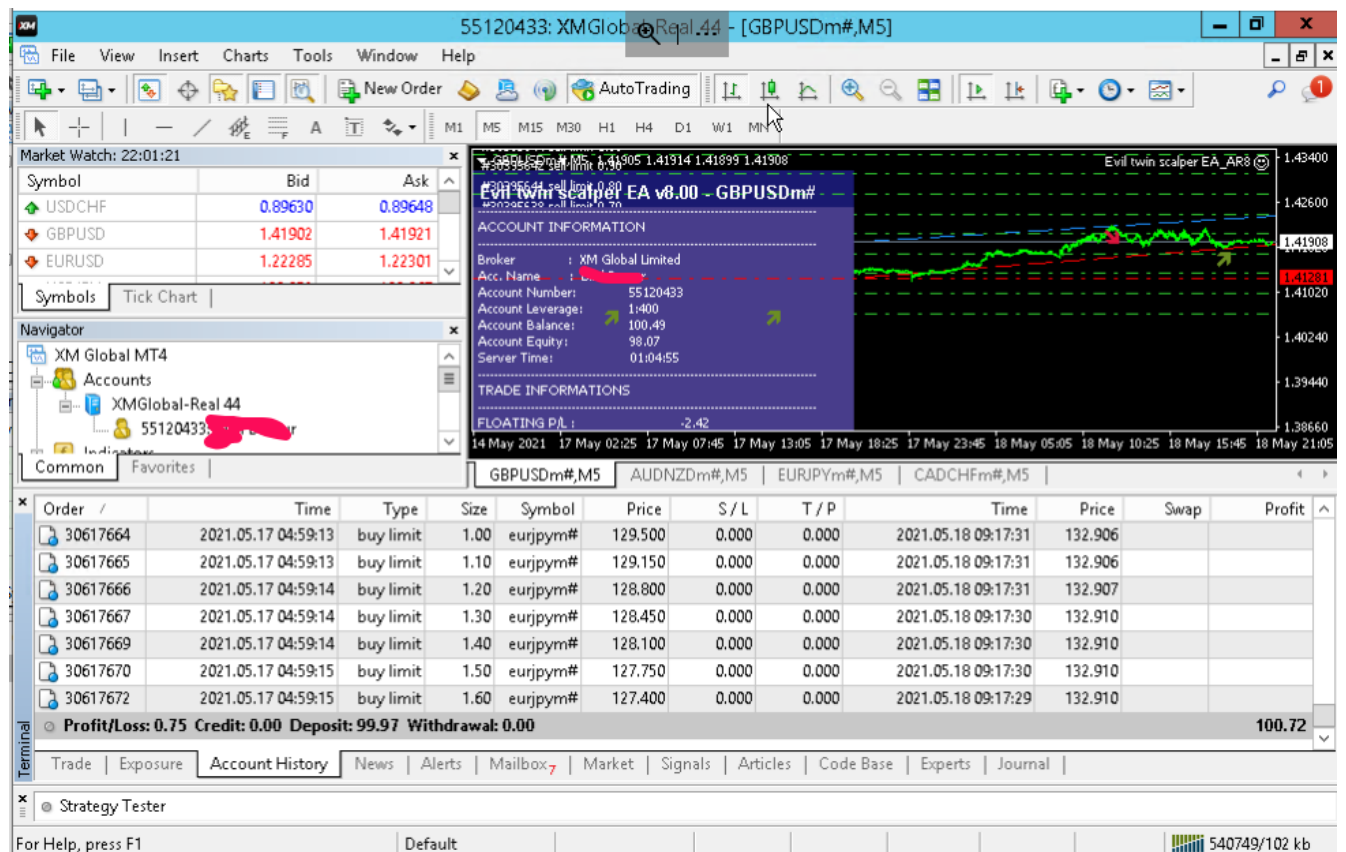 55120433: XMGlobal-Real 44 - [GBPUSDm#,M5]
File View Insert Charts Tools Window Help
New Order AutoTrading
M1 M5 M15 M30 H1 H4 D1 W1 MN
Market Watch: 22:01:21
Symbol Bid Ask
USDCHF 0.89630 0.89648
GBPUSD 1.41902 1.41921
EURUSD 1.22285 1.22301
Symbols Tick Chart
Navigator
XM Global MT4
Accounts
XMGlobal-Real 44
55120433:
Indicators
Common Favorites
GBPUSDm#,M5 1.41905 1.41914 1.41899 1.41908
Evil twin scalper EA_AR8
#30395642 sell limit 0.90
#30395641 sell limit 0.80
#30395638 sell limit 0.70
Evil twin scalper EA v8.00 - GBPUSDm#
ACCOUNT INFORMATION
Broker : XM Global Limited
Acc. Name :
Account Number: 55120433
Account Leverage: 1:400
Account Balance: 100.49
Account Equity: 98.07
Server Time: 01:04:55
TRADE INFORMATIONS
FLOATING P/L : -2.42
1.43400
1.42600
1.41908
1.41281
1.41020
1.40240
1.39440
1.38660
14 May 2021 17 May 02:25 17 May 07:45 17 May 13:05 17 May 18:25 17 May 23:45 18 May 05:05 18 May 10:25 18 May 15:45 18 May 21:05
GBPUSDm#,M5 AUDNZDm#,M5 EURJPYm#,M5 CADCHFm#,M5
Order / Time Type Size Symbol Price S / L T / P Time Price Swap Profit
30617664 2021.05.17 04:59:13 buy limit 1.00 eurjpym# 129.500 0.000 0.000 2021.05.18 09:17:31 132.906
30617665 2021.05.17 04:59:13 buy limit 1.10 eurjpym# 129.150 0.000 0.000 2021.05.18 09:17:31 132.906
30617666 2021.05.17 04:59:14 buy limit 1.20 eurjpym# 128.800 0.000 0.000 2021.05.18 09:17:31 132.907
30617667 2021.05.17 04:59:14 buy limit 1.30 eurjpym# 128.450 0.000 0.000 2021.05.18 09:17:30 132.910
30617669 2021.05.17 04:59:14 buy limit 1.40 eurjpym# 128.100 0.000 0.000 2021.05.18 09:17:30 132.910
30617670 2021.05.17 04:59:15 buy limit 1.50 eurjpym# 127.750 0.000 0.000 2021.05.18 09:17:30 132.910
30617672 2021.05.17 04:59:15 buy limit 1.60 eurjpym# 127.400 0.000 0.000 2021.05.18 09:17:29 132.910
Profit/Loss: 0.75 Credit: 0.00 Deposit: 99.97 Withdrawal: 0.00 100.72
Terminal
Trade Exposure Account History News Alerts Mailbox 7 Market Signals Articles Code Base Experts Journal
Strategy Tester
For Help, press F1 Default 540749/102 kb